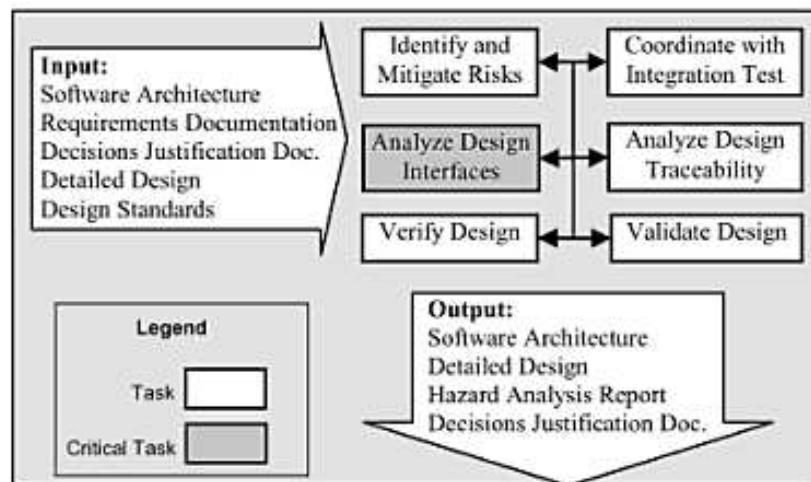 Input:
Software Architecture
Requirements Documentation
Decisions Justification Doc.
Detailed Design
Design Standards
Identify and
Mitigate Risks
Coordinate with
Integration Test
Analyze Design
Interfaces
Analyze Design
Traceability
Verify Design
Validate Design
Legend
Task
Critical Task
Output:
Software Architecture
Detailed Design
Hazard Analysis Report
Decisions Justification Doc.